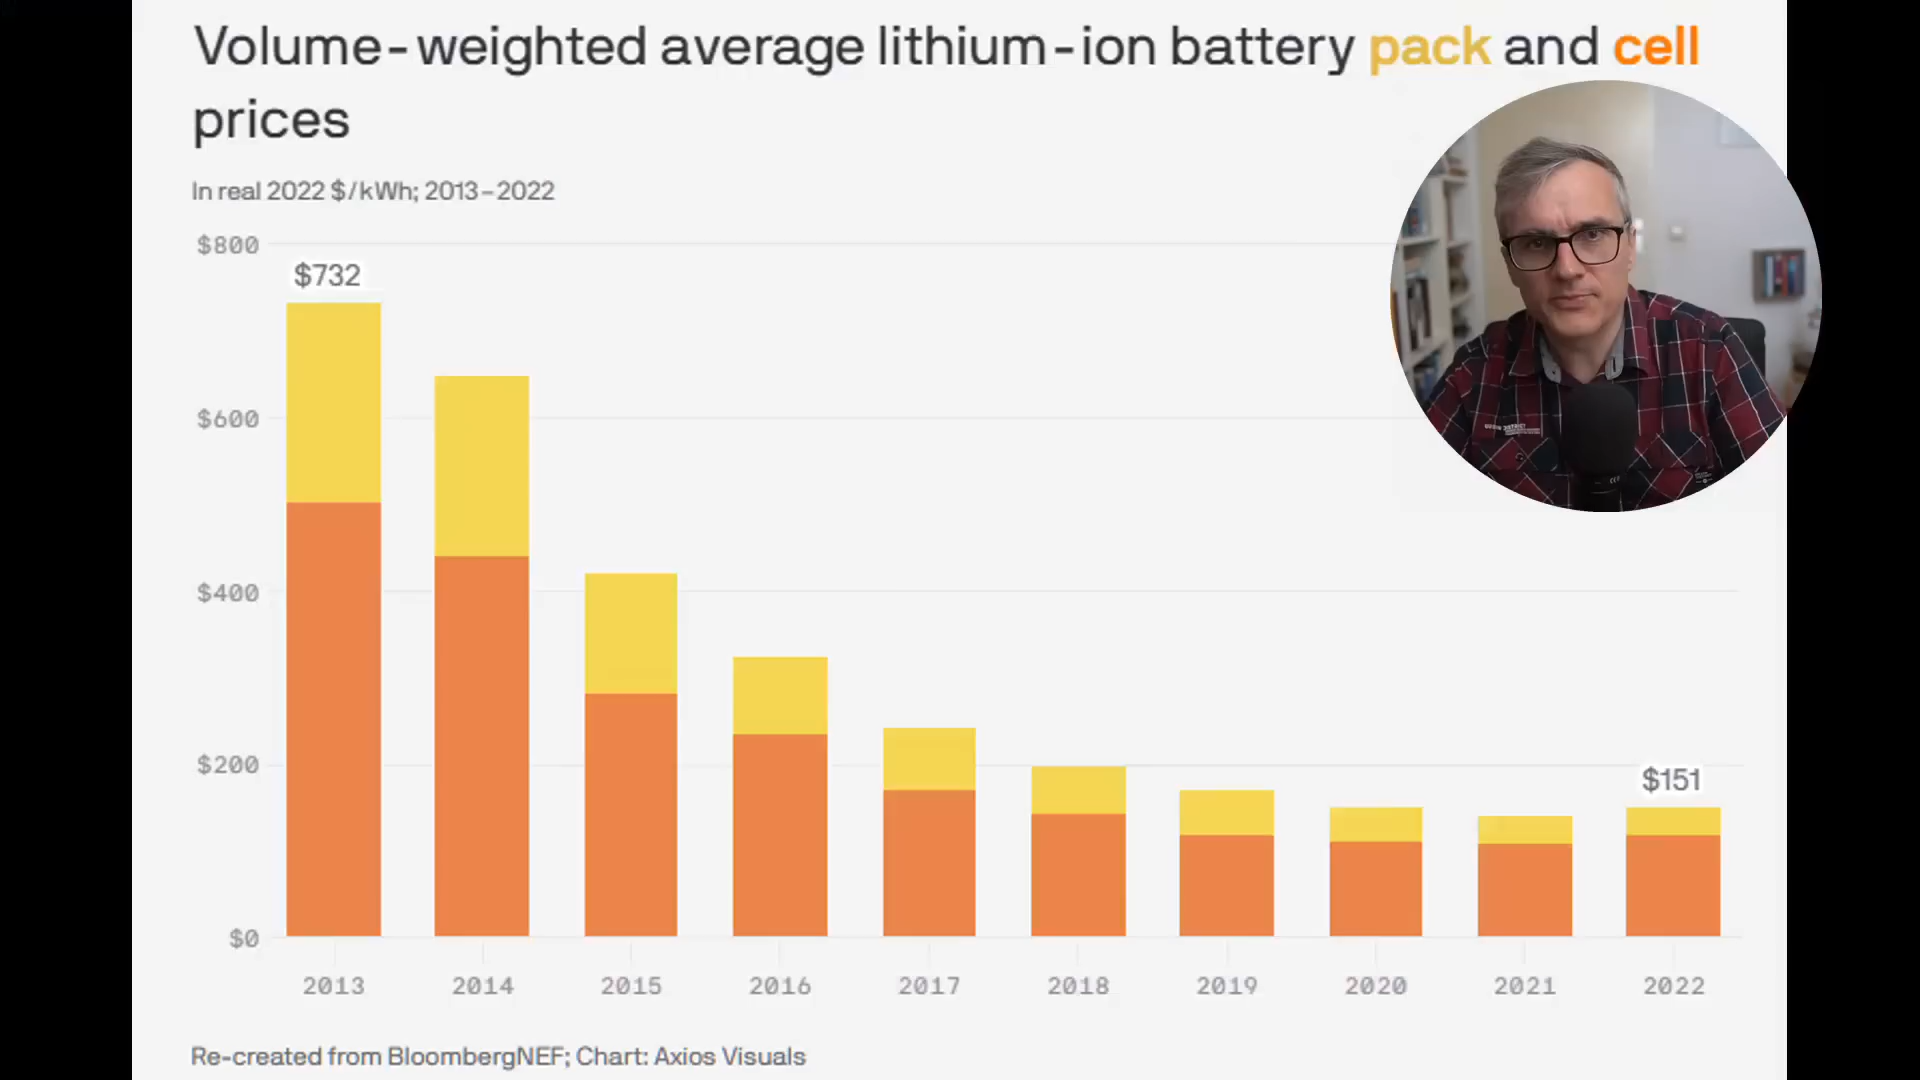 Volume-weighted average lithium-ion battery pack and cell
prices
In real 2022 $/kWh; 2013–2022
$800
$732
$600
$400
$200
$151
$0
2013 2014 2015 2016 2017 2018 2019 2020 2021 2022
Re-created from BloombergNEF; Chart: Axios Visuals